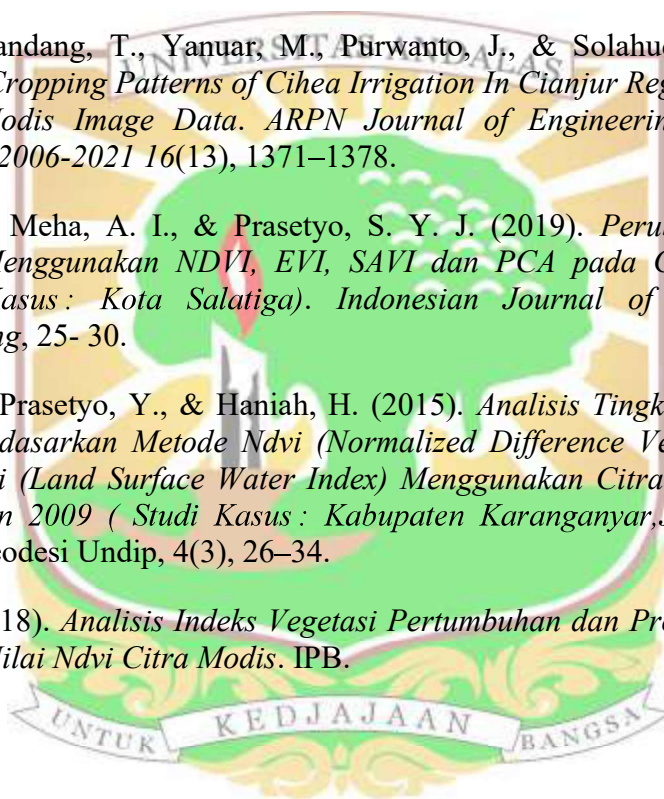 UNIVERSITAS ANDALAS
andang, T., Yanuar, M., Purwanto, J., & Solahud
Cropping Patterns of Cihea Irrigation In Cianjur Reg
Modis Image Data. ARPN Journal of Engineerin
2006-2021 16(13), 1371–1378.
Meha, A. I., & Prasetyo, S. Y. J. (2019). Peru
Menggunakan NDVI, EVI, SAVI dan PCA pada C
Kasus : Kota Salatiga). Indonesian Journal of
ng, 25- 30.
Prasetyo, Y., & Haniah, H. (2015). Analisis Tingk
dasarkan Metode Ndvi (Normalized Difference Ve
i (Land Surface Water Index) Menggunakan Citra
n 2009 ( Studi Kasus : Kabupaten Karanganyar,
eodesi Undip, 4(3), 26–34.
18). Analisis Indeks Vegetasi Pertumbuhan dan Pro
Nilai Ndvi Citra Modis. IPB.
UNTUK KEDJAJAAN BANGSA